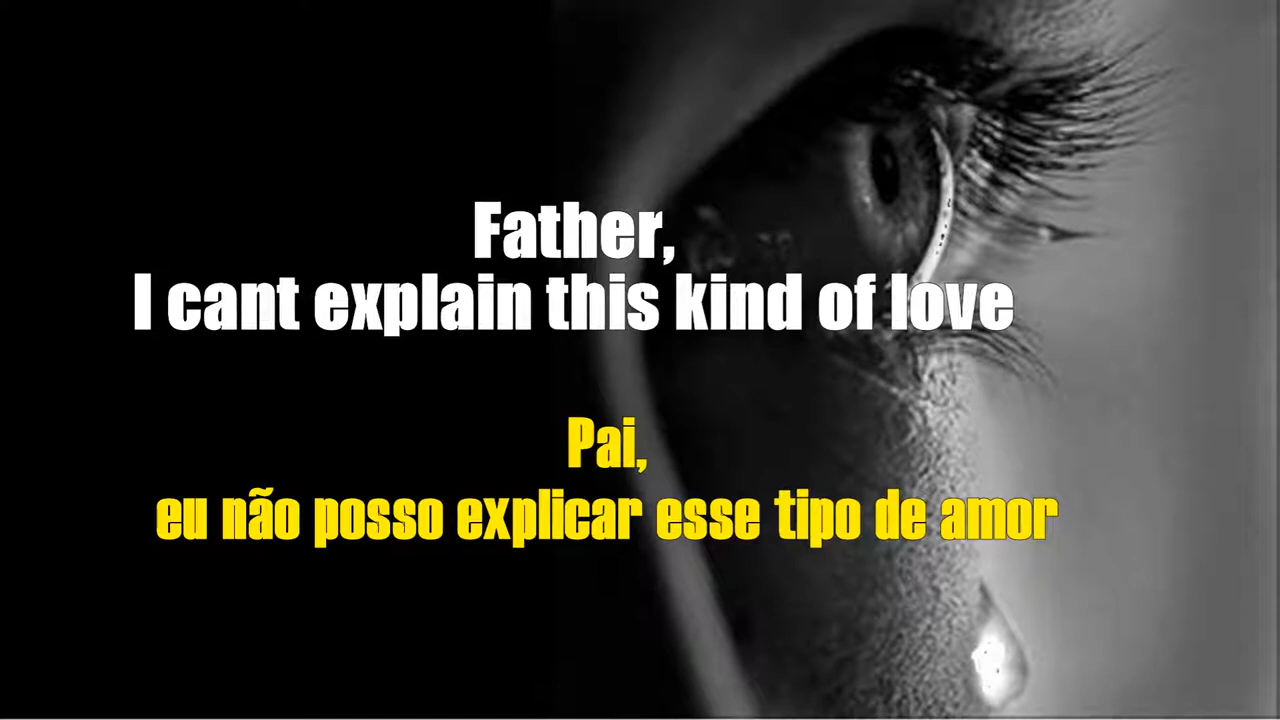 Father,
I cant explain this kind of love
Pai,
eu não posso explicar esse tipo de amor